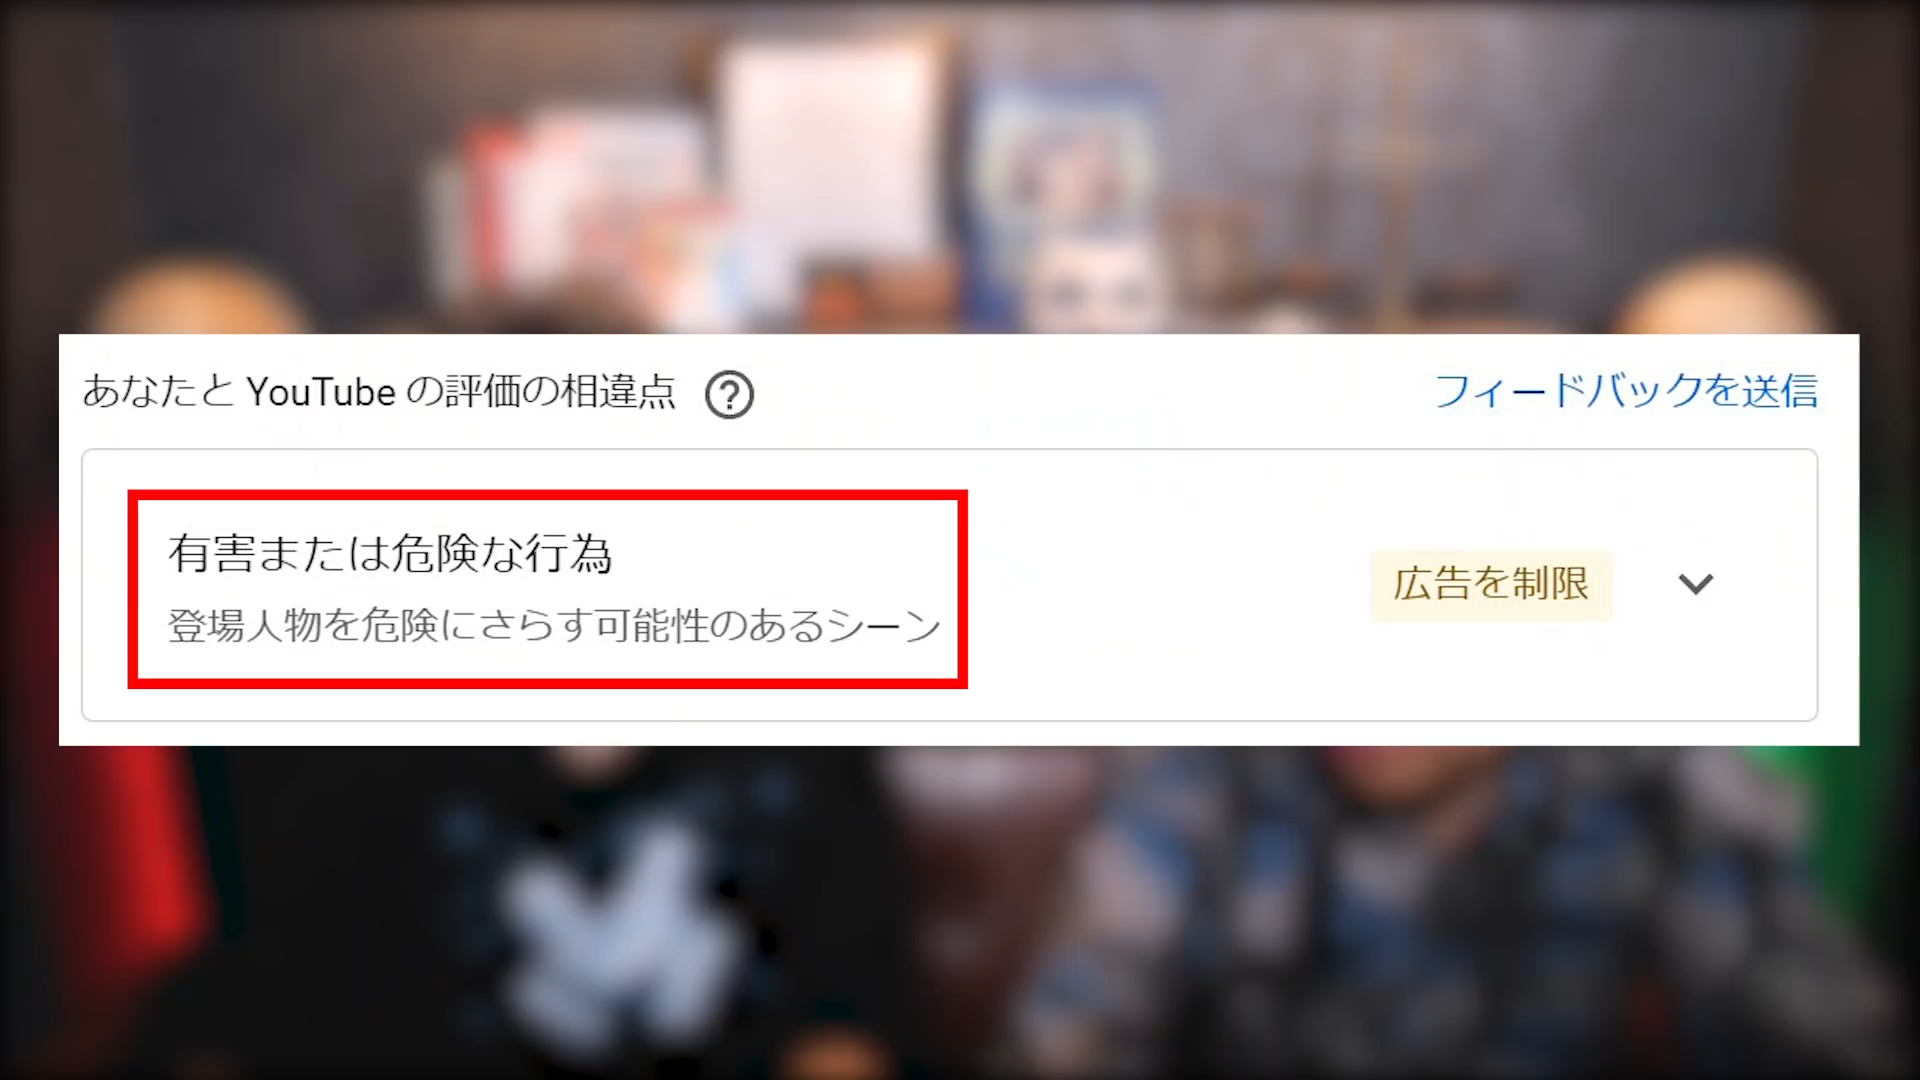 あなたと YouTube の評価の相違点
フィードバックを送信
有害または危険な行為
登場人物を危険にさらす可能性のあるシーン
広告を制限